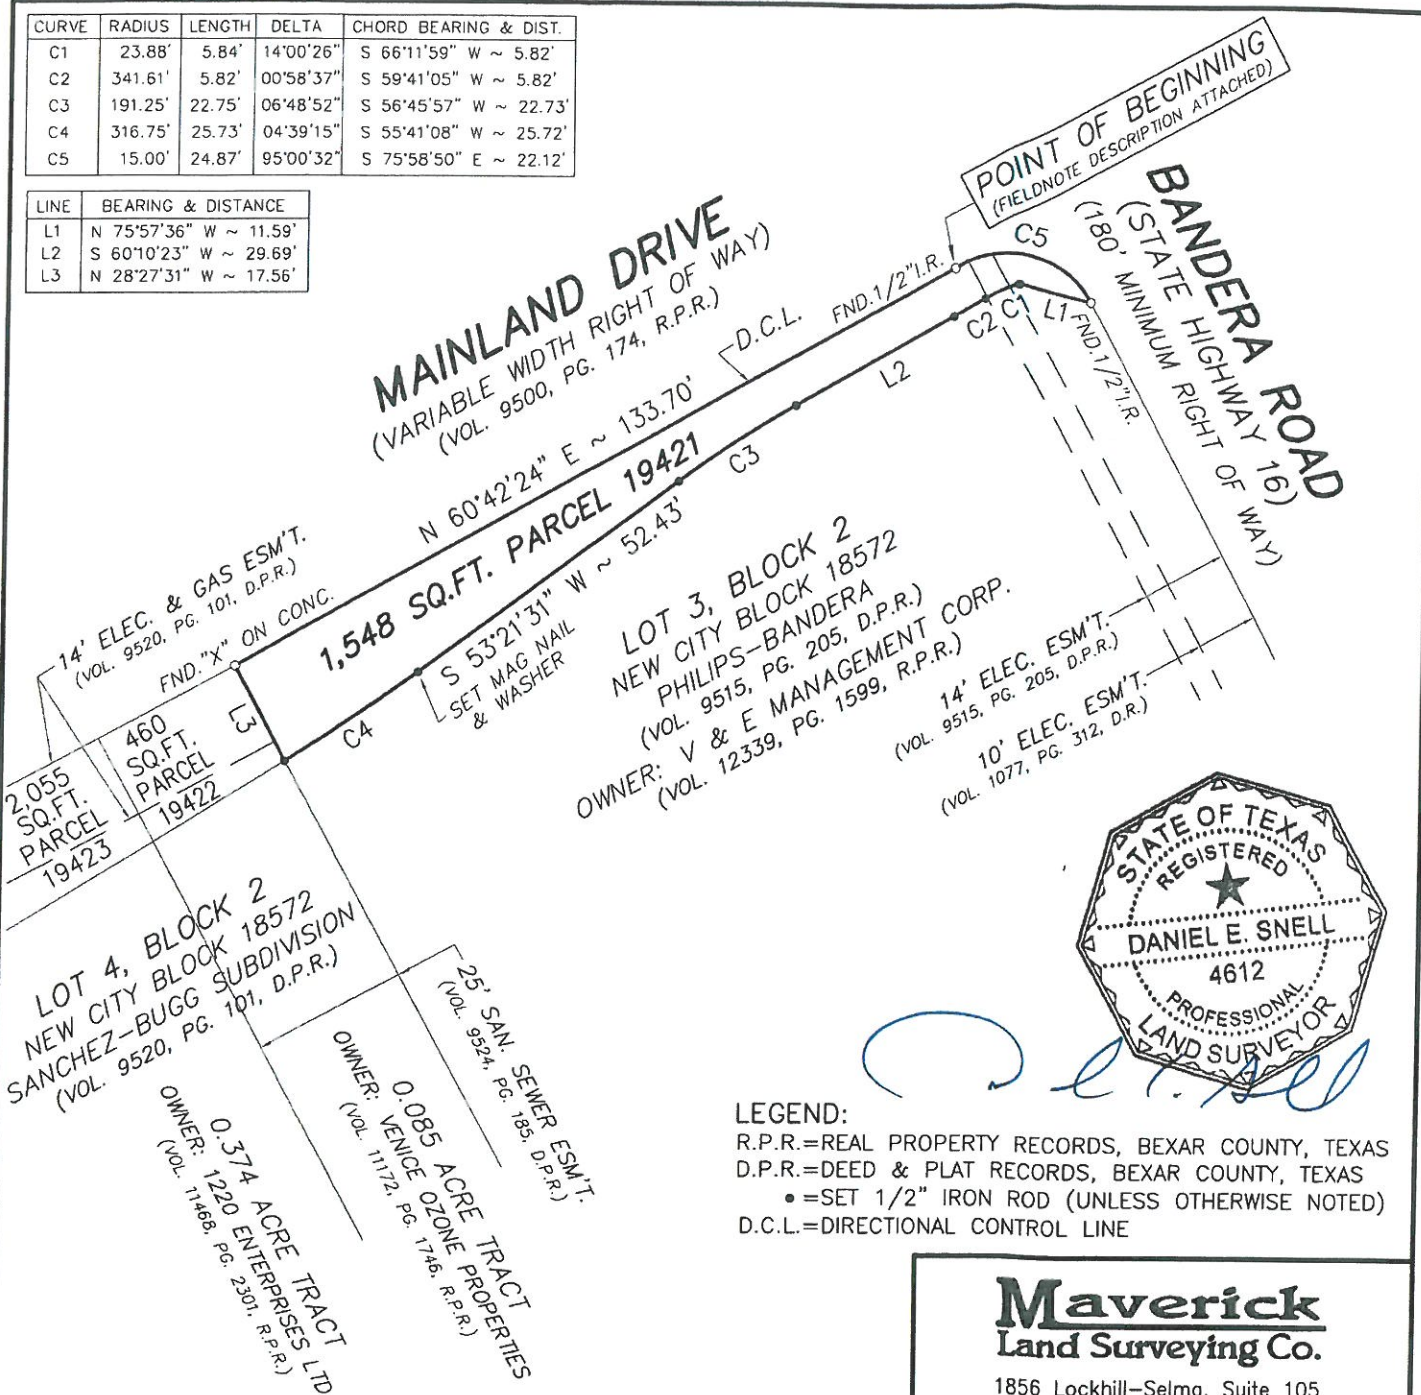 CURVE RADIUS LENGTH DELTA CHORD BEARING & DIST.
C1 23.88' 5.84' 14°00'26" S 66°11'59" W ~ 5.82'
C2 341.61' 5.82' 00°58'37" S 59°41'05" W ~ 5.82'
C3 191.25' 22.75' 06°48'52" S 56°45'57" W ~ 22.73'
C4 316.75' 25.73' 04°39'15" S 55°41'08" W ~ 25.72'
C5 15.00' 24.87' 95°00'32" S 75°58'50" E ~ 22.12'
LINE BEARING & DISTANCE
L1 N 75°57'36" W ~ 11.59'
L2 S 60°10'23" W ~ 29.69'
L3 N 28°27'31" W ~ 17.56'
POINT OF BEGINNING
(FIELDNOTE DESCRIPTION ATTACHED)
BANDERA ROAD
(STATE HIGHWAY 16)
(180' MINIMUM RIGHT OF WAY)
MAINLAND DRIVE
(VARIABLE WIDTH RIGHT OF WAY)
(VOL. 9500, PG. 174, R.P.R.)
C5
FND.1/2"I.R.
D.C.L.
C2
C1
L1
FND.1/2"I.R.
L2
C3
N 60°42'24" E ~ 133.70'
1,548 SQ.FT. PARCEL 19421
S 53°21'31" W ~ 52.43'
SET MAG NAIL
& WASHER
C4
L3
14' ELEC. & GAS ESM'T.
(VOL. 9520, PG. 101, D.P.R.)
FND."X" ON CONC.
460
SQ.FT.
PARCEL
19422
2,055
SQ.FT.
PARCEL
19423
LOT 3, BLOCK 2
NEW CITY BLOCK 18572
PHILIPS-BANDERA
(VOL. 9515, PG. 205, D.P.R.)
OWNER: V & E MANAGEMENT CORP.
(VOL. 12339, PG. 1599, R.P.R.)
14' ELEC. ESM'T.
(VOL. 9515, PG. 205, D.P.R.)
10' ELEC. ESM'T.
(VOL. 1077, PG. 312, D.R.)
LOT 4, BLOCK 2
NEW CITY BLOCK 18572
SANCHEZ-BUGG SUBDIVISION
(VOL. 9520, PG. 101, D.P.R.)
25' SAN. SEWER ESM'T.
(VOL. 9524, PG. 185, D.P.R.)
0.085 ACRE TRACT
OWNER: VENICE OZONE PROPERTIES
(VOL. 11172, PG. 1746, R.P.R.)
0.374 ACRE TRACT
OWNER: 1220 ENTERPRISES LTD
(VOL. 11468, PG. 2301, R.P.R.)
STATE OF TEXAS
REGISTERED
DANIEL E. SNELL
4612
PROFESSIONAL
LAND SURVEYOR
LEGEND:
R.P.R.=REAL PROPERTY RECORDS, BEXAR COUNTY, TEXAS
D.P.R.=DEED & PLAT RECORDS, BEXAR COUNTY, TEXAS
•=SET 1/2" IRON ROD (UNLESS OTHERWISE NOTED)
D.C.L.=DIRECTIONAL CONTROL LINE
Maverick
Land Surveying Co.
1856 Lockhill-Selma, Suite 105